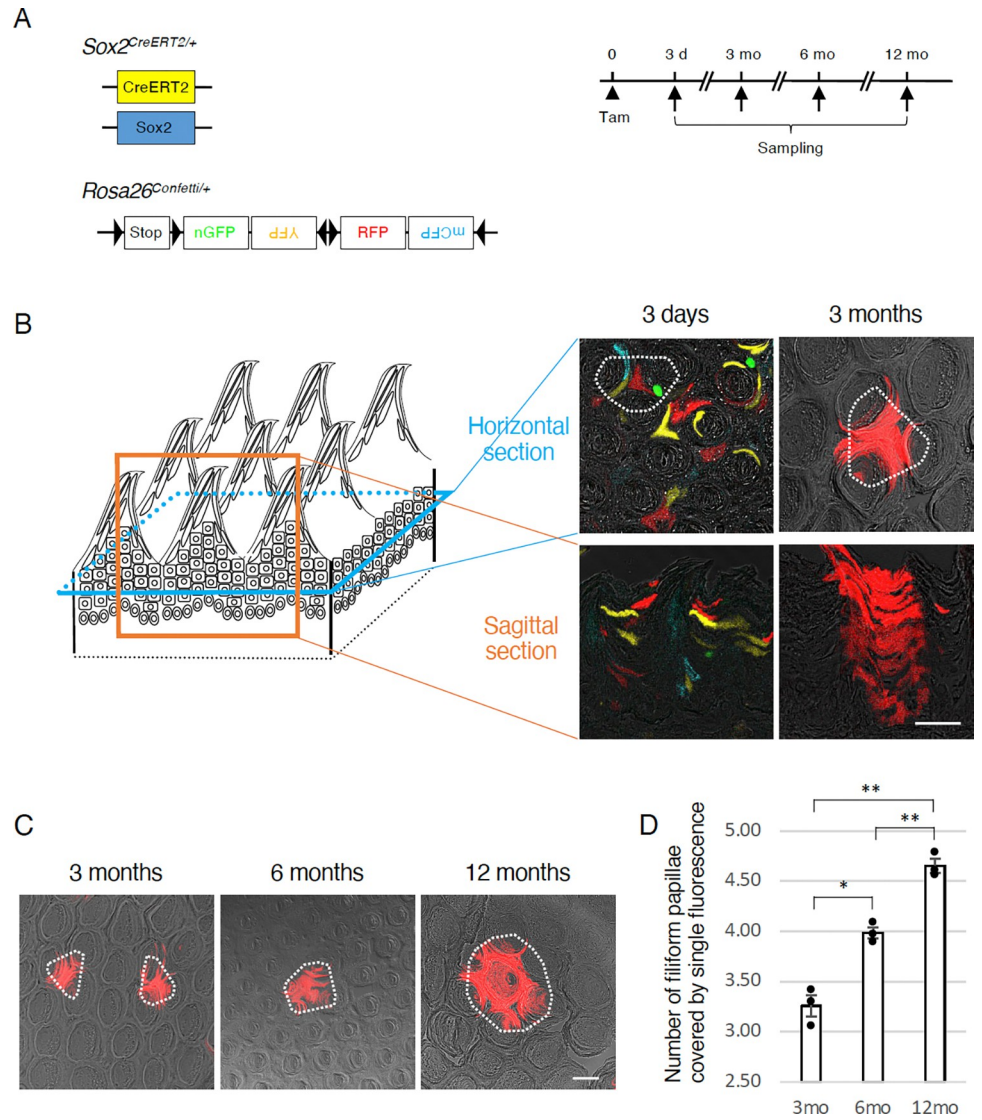 A
Sox2CreERT2/+
CreERT2
Sox2
0 3 d 3 mo 6 mo 12 mo
Tam
Sampling
Rosa26Confetti/+
Stop nGFP YFP RFP mCFP
B
3 days 3 months
Horizontal
section
Sagittal
section
C
3 months 6 months 12 months
D
Number of filiform papillae
covered by single fluorescence
**
**
*
5.00
4.50
4.00
3.50
3.00
2.50
3mo 6mo 12mo